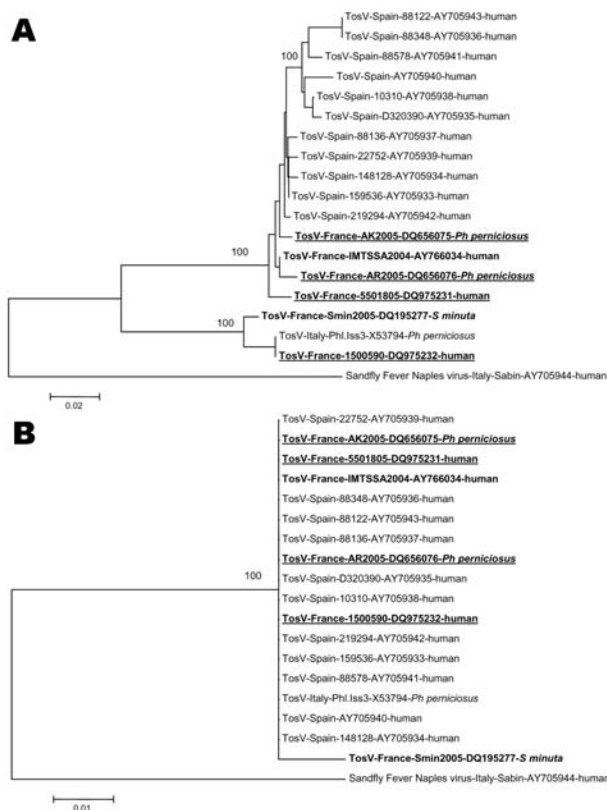 A
TosV-Spain-88122-AY705943-human
TosV-Spain-88348-AY705936-human
100
TosV-Spain-88578-AY705941-human
TosV-Spain-AY705940-human
TosV-Spain-10310-AY705938-human
TosV-Spain-D320390-AY705935-human
TosV-Spain-88136-AY705937-human
TosV-Spain-22752-AY705939-human
TosV-Spain-148128-AY705934-human
TosV-Spain-159536-AY705933-human
TosV-Spain-219294-AY705942-human
TosV-France-AK2005-DQ656075-Ph perniciosus
100
TosV-France-IMTSSA2004-AY766034-human
TosV-France-AR2005-DQ656076-Ph perniciosus
TosV-France-5501805-DQ975231-human
TosV-France-Smin2005-DQ195277-S minuta
100
TosV-Italy-Phl.Iss3-X53794-Ph perniciosus
TosV-France-1500590-DQ975232-human
Sandfly Fever Naples virus-Italy-Sabin-AY705944-human
0.02
B
TosV-Spain-22752-AY705939-human
TosV-France-AK2005-DQ656075-Ph perniciosus
TosV-France-5501805-DQ975231-human
TosV-France-IMTSSA2004-AY766034-human
TosV-Spain-88348-AY705936-human
TosV-Spain-88122-AY705943-human
TosV-Spain-88136-AY705937-human
TosV-France-AR2005-DQ656076-Ph perniciosus
100
TosV-Spain-D320390-AY705935-human
TosV-Spain-10310-AY705938-human
TosV-France-1500590-DQ975232-human
TosV-Spain-219294-AY705942-human
TosV-Spain-159536-AY705933-human
TosV-Spain-88578-AY705941-human
TosV-Italy-Phl.Iss3-X53794-Ph perniciosus
TosV-Spain-AY705940-human
TosV-Spain-148128-AY705934-human
TosV-France-Smin2005-DQ195277-S minuta
Sandfly Fever Naples virus-Italy-Sabin-AY705944-human
0.01